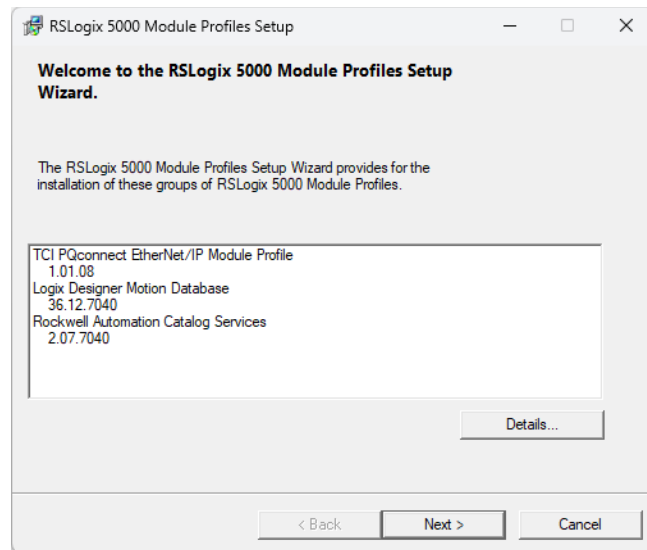 RSLogix 5000 Module Profiles Setup
Welcome to the RSLogix 5000 Module Profiles Setup
Wizard.
The RSLogix 5000 Module Profiles Setup Wizard provides for the
installation of these groups of RSLogix 5000 Module Profiles.
TCI PQconnect EtherNet/IP Module Profile
1.01.08
Logix Designer Motion Database
36.12.7040
Rockwell Automation Catalog Services
2.07.7040
Details...
< Back
Next >
Cancel